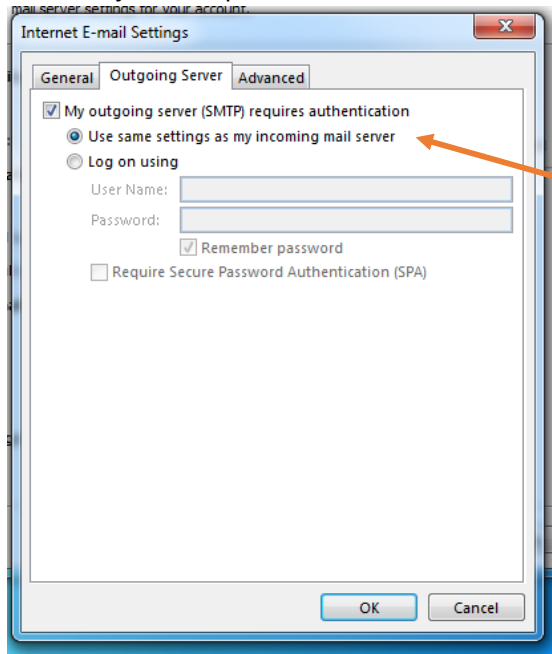 mail server settings for your account.
Internet E-mail Settings
General Outgoing Server Advanced
My outgoing server (SMTP) requires authentication
Use same settings as my incoming mail server
Log on using
User Name:
Password:
Remember password
Require Secure Password Authentication (SPA)
OK Cancel